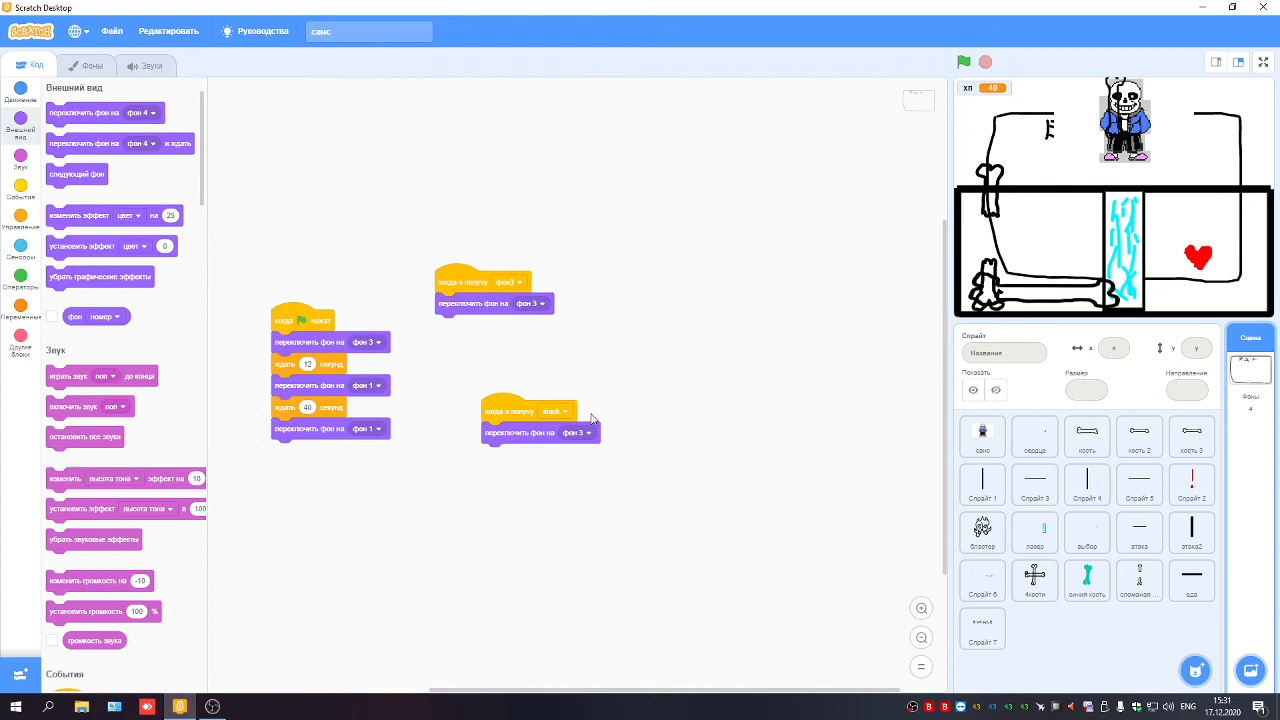 Scratch Desktop
SCRATCH
Файл
Редактировать
Руководства
санс
Код
Фоны
Звуки
Движение
Внешний вид
Звук
События
Управление
Сенсоры
Операторы
Переменные
Другие блоки
Внешний вид
переключить фон на фон 4
переключить фон на фон 4 и ждать
следующий фон
изменить эффект цвет на 25
установить эффект цвет 0
убрать графические эффекты
фон номер
Звук
играть звук поп до конца
включить звук поп
остановить все звуки
изменить высота тона эффект на 10
установить эффект высота тона в 100
убрать звуковые эффекты
изменить громкость на -10
установить громкость 100 %
громкость звука
События
когда нажат
переключить фон на фон 3
ждать 12 секунд
переключить фон на фон 1
ждать 40 секунд
переключить фон на фон 1
когда я получу фон3
переключить фон на фон 3
когда я получу atack
переключить фон на фон 3
хп 40
Спрайт
Название
x x
y y
Показать
Размер
Направление
Сцена
Фоны
4
санс
сердце
кость
кость 2
кость 3
Спрайт 1
Спрайт 3
Спрайт 4
Спрайт 5
Спрайт 2
бластер
лавер
выбор
атака
атака2
Спрайт 6
4кости
синия кость
сломаная ...
еда
Спрайт 7
ENG
15:31
17.12.2020